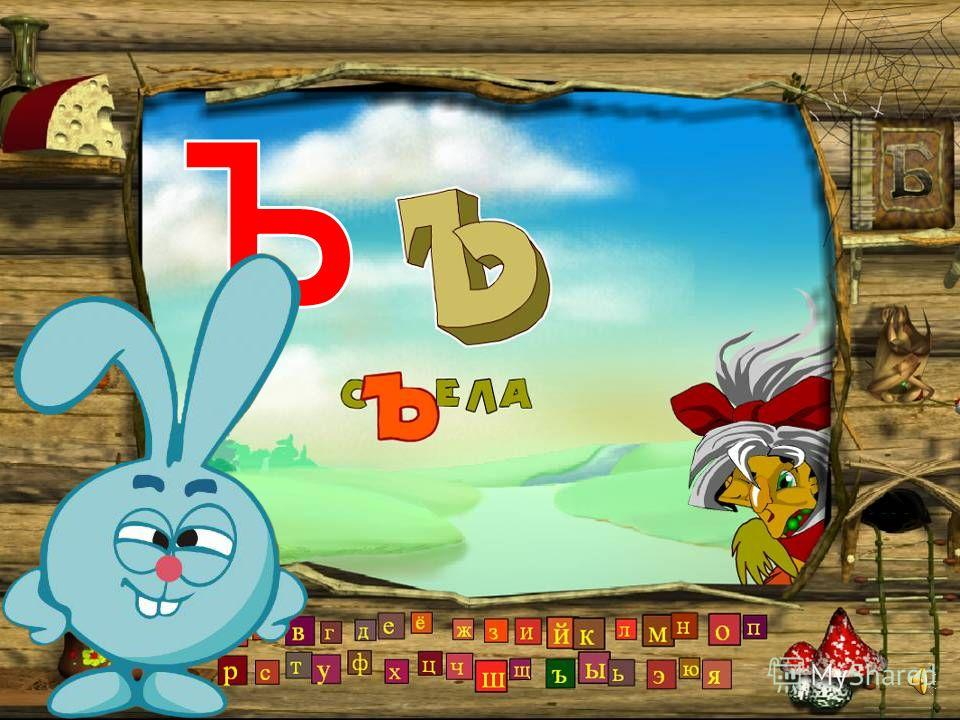 Ъ Ъ
Б
СЪЕЛА
в г д е ё ж з и й к л м н о п
р с т у ф х ц ч ш щ ъ ы ь э ю я
MyShared